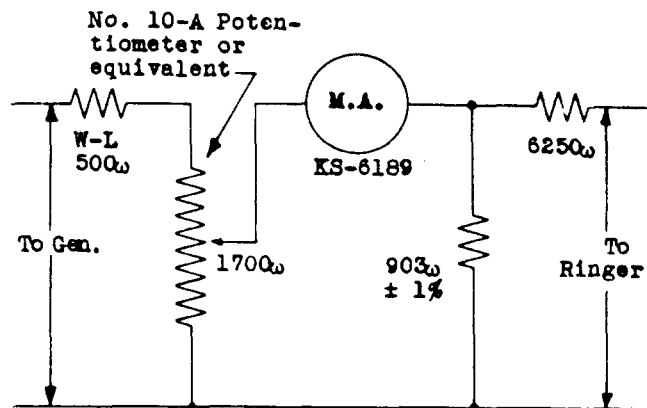 No. 10-A Poten-
tiometer or
equivalent
M.A.
KS-6189
W-L
500ω
6250ω
To Gen.
1700ω
903ω
± 1%
To
Ringer